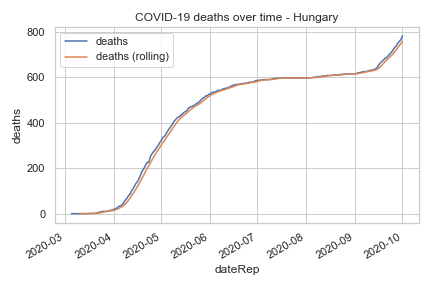 COVID-19 deaths over time - Hungary
deaths
deaths (rolling)
800
600
400
200
0
deaths
2020-03
2020-04
2020-05
2020-06
2020-07
2020-08
2020-09
2020-10
dateRep